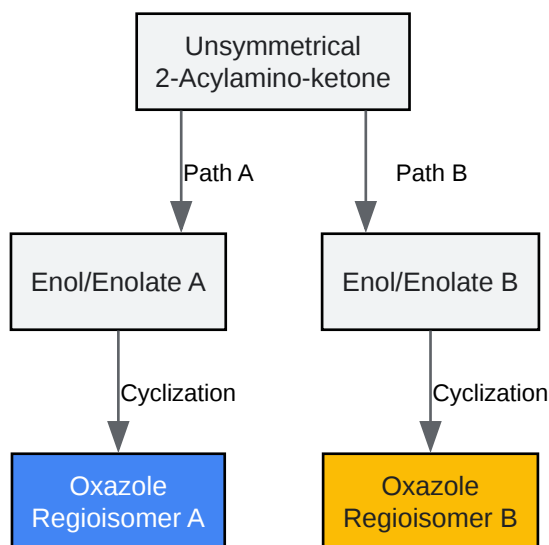 Unsymmetrical
2-Acylamino-ketone
Path A
Path B
Enol/Enolate A
Enol/Enolate B
Cyclization
Cyclization
Oxazole
Regioisomer A
Oxazole
Regioisomer B